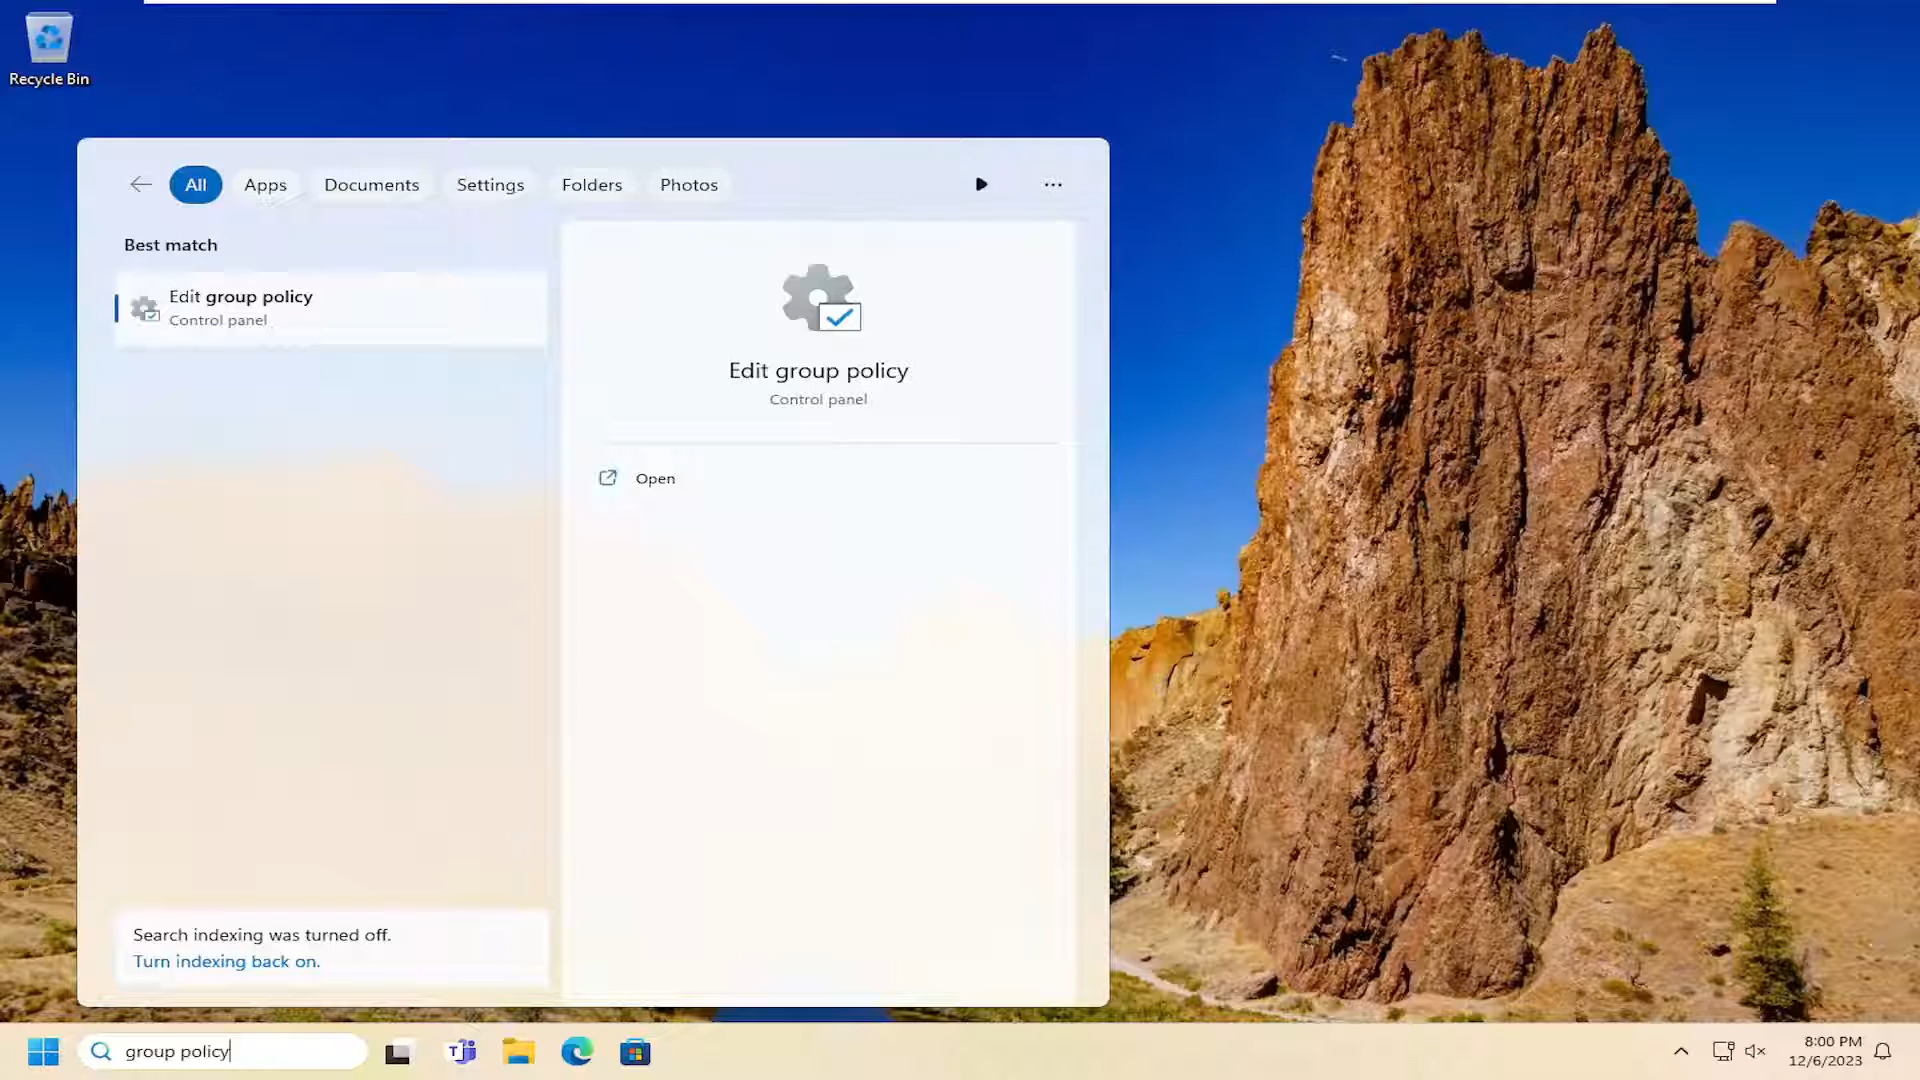 Recycle Bin
All
Apps
Documents
Settings
Folders
Photos
Best match
Edit group policy
Control panel
Edit group policy
Control panel
Open
Search indexing was turned off.
Turn indexing back on.
group policy
8:00 PM
12/6/2023